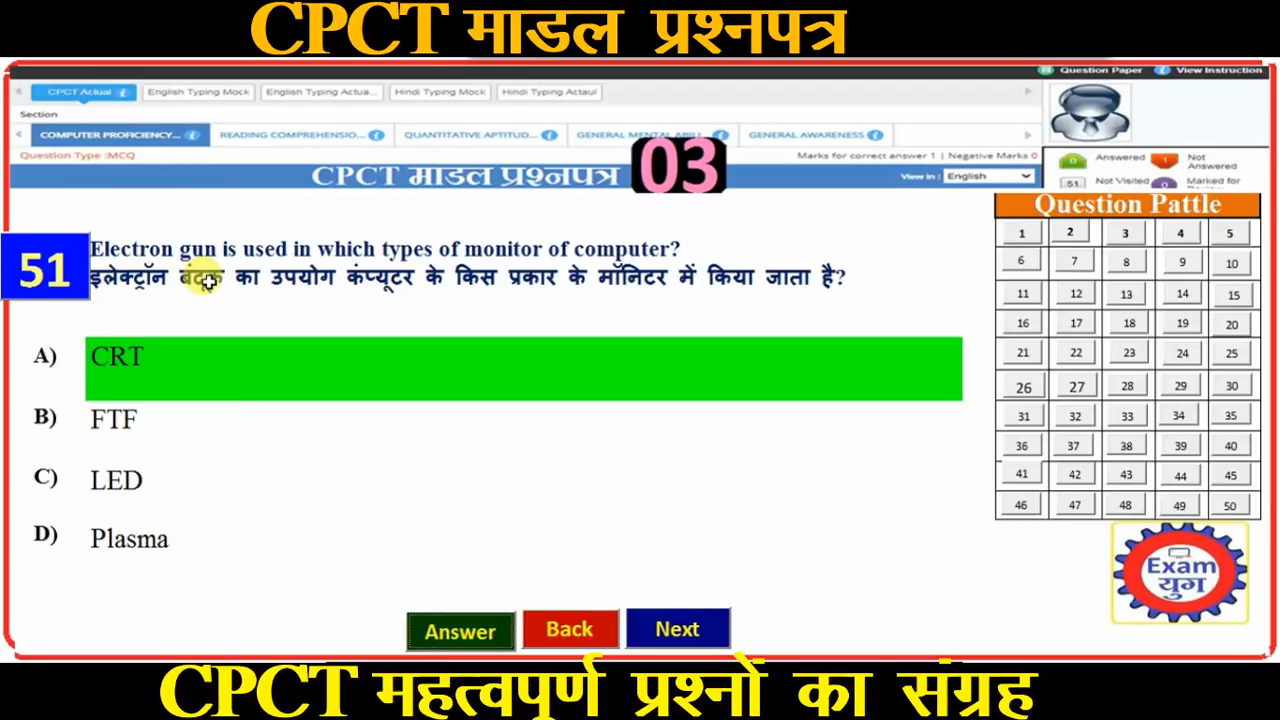 CPCT माडल प्रश्नपत्र
Question Paper View Instruction
CPCT Actual English Typing Mock English Typing Actua... Hindi Typing Mock Hindi Typing Actaul
Section
COMPUTER PROFICIENCY... READING COMPREHENSIO... QUANTITATIVE APTITUD... GENERAL MENTAL ABILI... GENERAL AWARENESS
Question Type :MCQ Marks for correct answer 1 | Negative Marks 0
CPCT माडल प्रश्नपत्र 03 View in : English
0 Answered 1 Not Answered
51 Not Visited 0 Marked for
Question Pattle
51
Electron gun is used in which types of monitor of computer?
इलेक्ट्रॉन बंदूक का उपयोग कंप्यूटर के किस प्रकार के मॉनिटर में किया जाता है?
A) CRT
B) FTF
C) LED
D) Plasma
1 2 3 4 5
6 7 8 9 10
11 12 13 14 15
16 17 18 19 20
21 22 23 24 25
26 27 28 29 30
31 32 33 34 35
36 37 38 39 40
41 42 43 44 45
46 47 48 49 50
Exam
युग
Answer Back Next
CPCT महत्वपूर्ण प्रश्नों का संग्रह